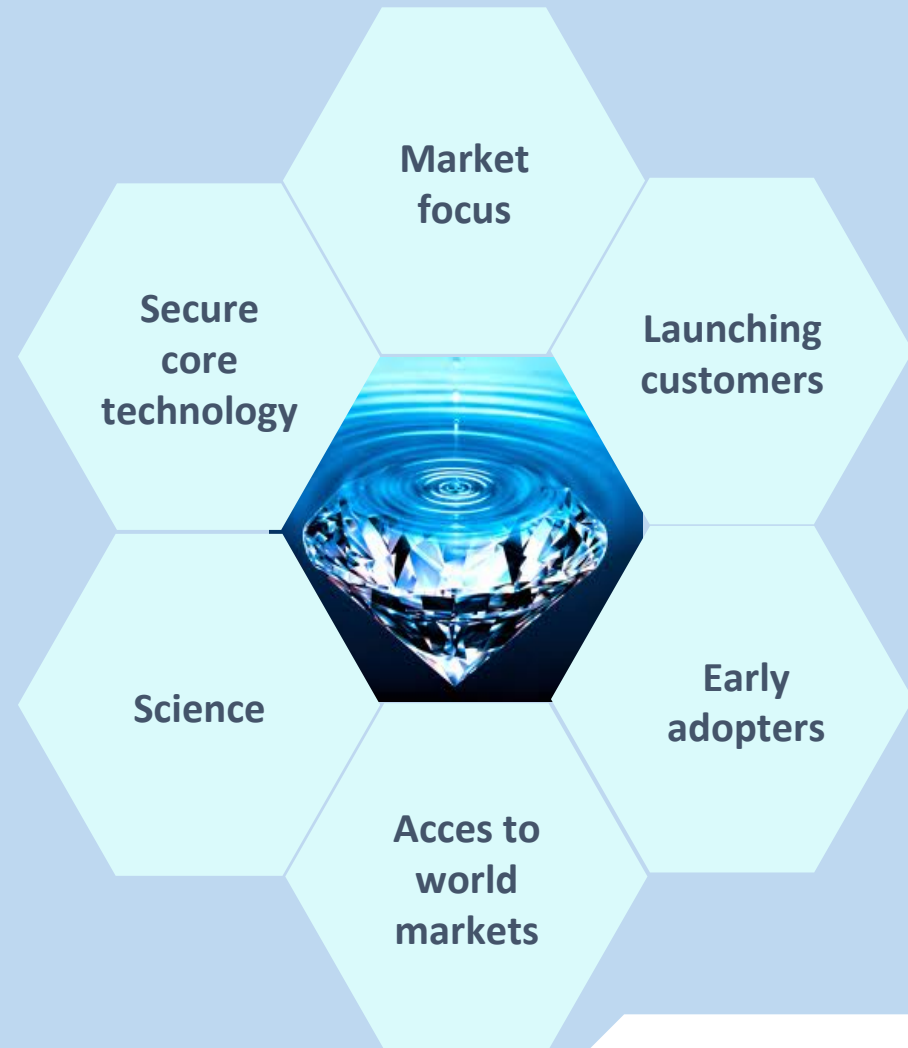 Market
focus
Secure
core
technology
Launching
customers
Science
Early
adopters
Acces to
world
markets